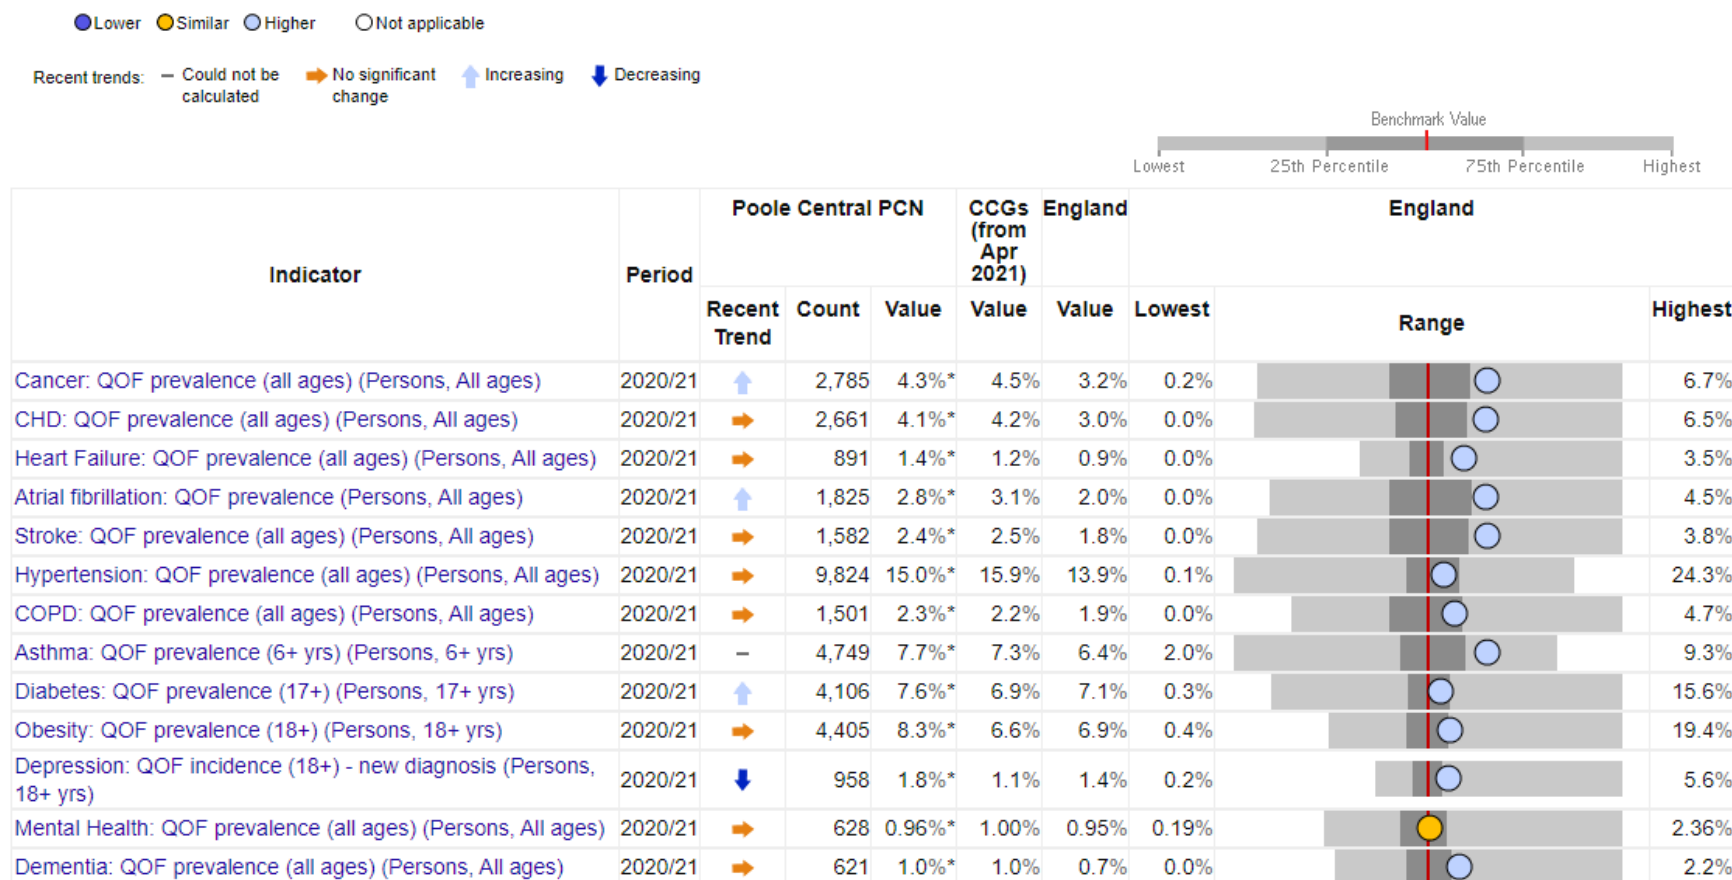 Lower Similar Higher Not applicable
Recent trends: – Could not be calculated No significant change Increasing Decreasing
Benchmark Value
Lowest 25th Percentile 75th Percentile Highest
Poole Central PCN CCGs (from Apr 2021) England England
Indicator Period
Recent Trend Count Value Value Value Lowest Range Highest
Cancer: QOF prevalence (all ages) (Persons, All ages) 2020/21 2,785 4.3%* 4.5% 3.2% 0.2% 6.7%
CHD: QOF prevalence (all ages) (Persons, All ages) 2020/21 2,661 4.1%* 4.2% 3.0% 0.0% 6.5%
Heart Failure: QOF prevalence (all ages) (Persons, All ages) 2020/21 891 1.4%* 1.2% 0.9% 0.0% 3.5%
Atrial fibrillation: QOF prevalence (Persons, All ages) 2020/21 1,825 2.8%* 3.1% 2.0% 0.0% 4.5%
Stroke: QOF prevalence (all ages) (Persons, All ages) 2020/21 1,582 2.4%* 2.5% 1.8% 0.0% 3.8%
Hypertension: QOF prevalence (all ages) (Persons, All ages) 2020/21 9,824 15.0%* 15.9% 13.9% 0.1% 24.3%
COPD: QOF prevalence (all ages) (Persons, All ages) 2020/21 1,501 2.3%* 2.2% 1.9% 0.0% 4.7%
Asthma: QOF prevalence (6+ yrs) (Persons, 6+ yrs) 2020/21 – 4,749 7.7%* 7.3% 6.4% 2.0% 9.3%
Diabetes: QOF prevalence (17+) (Persons, 17+ yrs) 2020/21 4,106 7.6%* 6.9% 7.1% 0.3% 15.6%
Obesity: QOF prevalence (18+) (Persons, 18+ yrs) 2020/21 4,405 8.3%* 6.6% 6.9% 0.4% 19.4%
Depression: QOF incidence (18+) - new diagnosis (Persons,
18+ yrs) 2020/21 958 1.8%* 1.1% 1.4% 0.2% 5.6%
Mental Health: QOF prevalence (all ages) (Persons, All ages) 2020/21 628 0.96%* 1.00% 0.95% 0.19% 2.36%
Dementia: QOF prevalence (all ages) (Persons, All ages) 2020/21 621 1.0%* 1.0% 0.7% 0.0% 2.2%